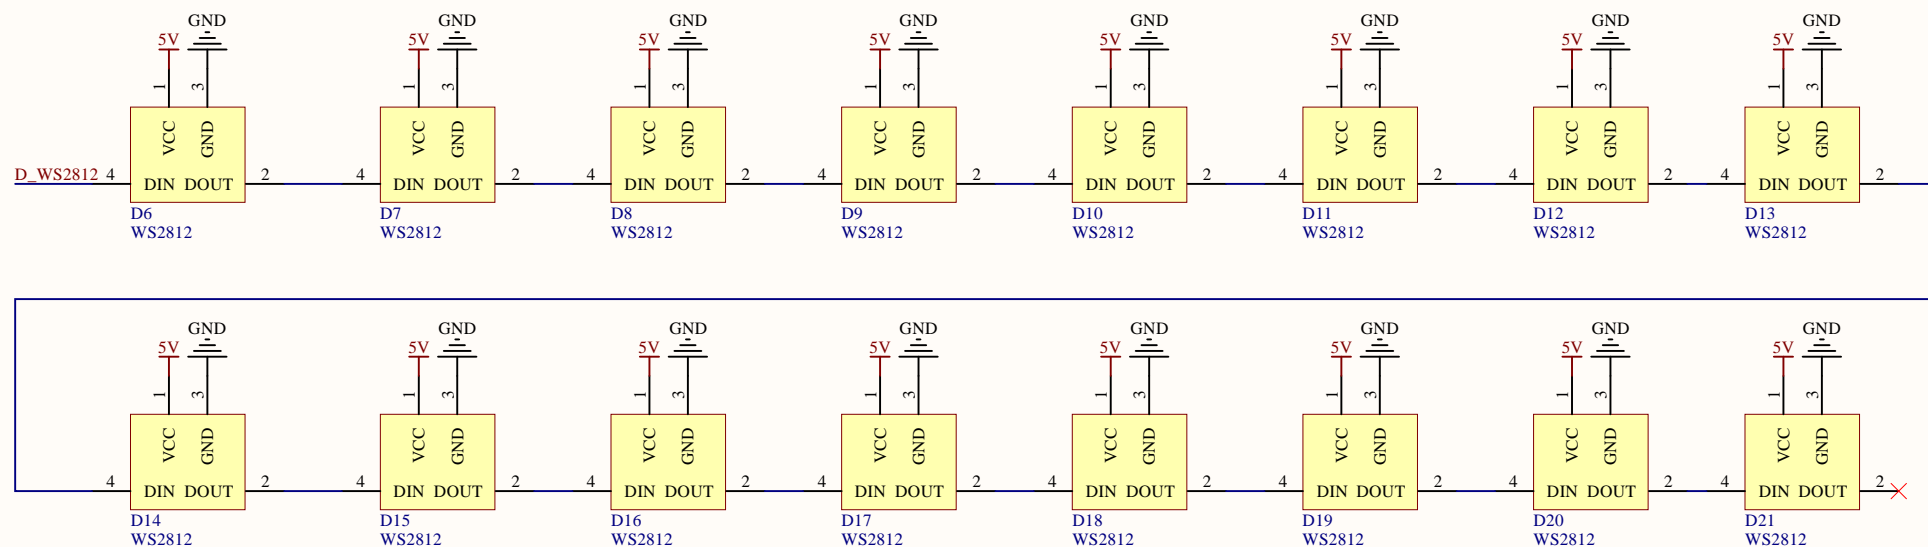 GND GND GND GND GND GND GND GND
5V 5V 5V 5V 5V 5V 5V 5V
1 3 1 3 1 3 1 3 1 3 1 3 1 3 1 3
VCC GND VCC GND VCC GND VCC GND VCC GND VCC GND VCC GND VCC GND
D_WS2812 4 2 4 2 4 2 4 2 4 2 4 2 4 2 4 2
DIN DOUT DIN DOUT DIN DOUT DIN DOUT DIN DOUT DIN DOUT DIN DOUT DIN DOUT
D6 D7 D8 D9 D10 D11 D12 D13
WS2812 WS2812 WS2812 WS2812 WS2812 WS2812 WS2812 WS2812
GND GND GND GND GND GND GND GND
5V 5V 5V 5V 5V 5V 5V 5V
1 3 1 3 1 3 1 3 1 3 1 3 1 3 1 3
VCC GND VCC GND VCC GND VCC GND VCC GND VCC GND VCC GND VCC GND
4 2 4 2 4 2 4 2 4 2 4 2 4 2 4 2
DIN DOUT DIN DOUT DIN DOUT DIN DOUT DIN DOUT DIN DOUT DIN DOUT DIN DOUT
D14 D15 D16 D17 D18 D19 D20 D21
WS2812 WS2812 WS2812 WS2812 WS2812 WS2812 WS2812 WS2812